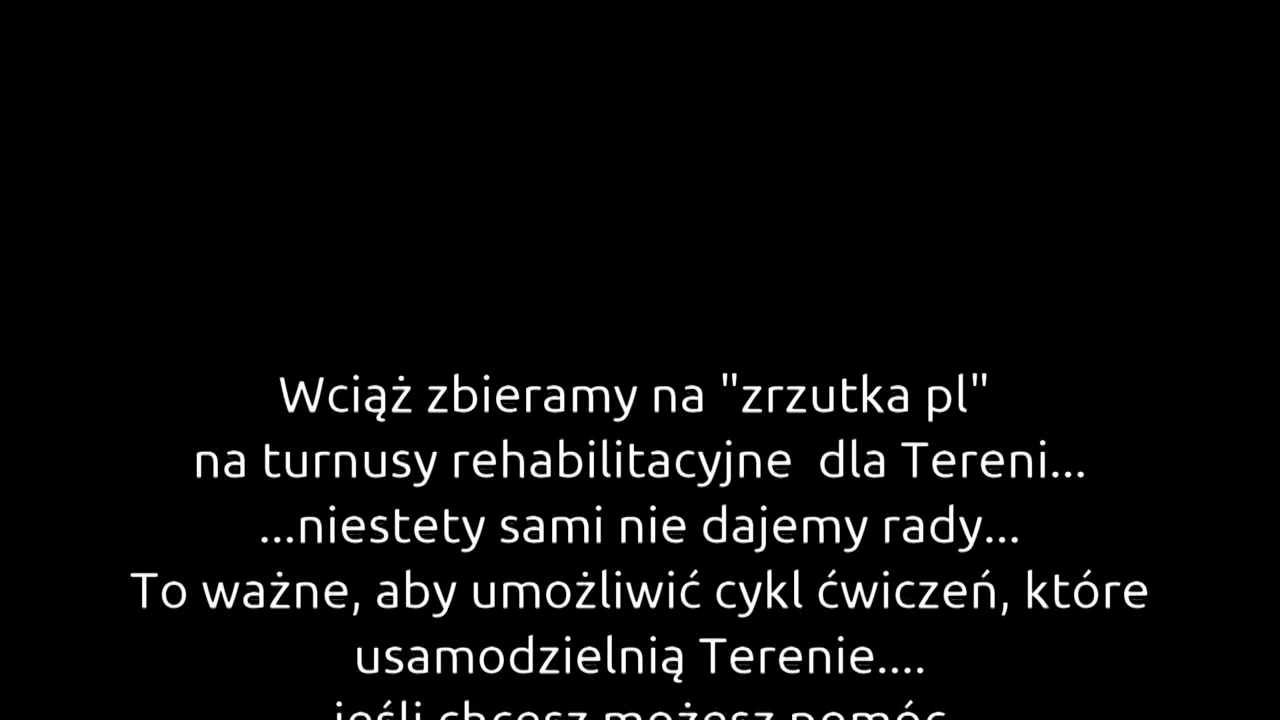 Wciąż zbieramy na "zrzutka pl"
na turnusy rehabilitacyjne dla Tereni...
...niestety sami nie dajemy rady...
To ważne, aby umożliwić cykl ćwiczeń, które
usamodzielnią Terenie....
jeśli chcesz możesz pomóc